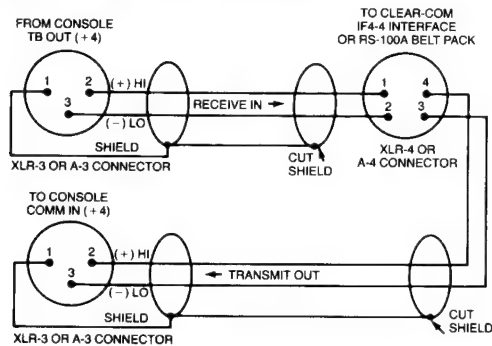 FROM CONSOLE
TB OUT (+4)
TO CLEAR-COM
IF4-4 INTERFACE
OR RS-100A BELT PACK
1
2
3
(+) HI
(−) LO
RECEIVE IN →
SHIELD
CUT
SHIELD
1
4
2
3
XLR-3 OR A-3 CONNECTOR
XLR-4 OR
A-4 CONNECTOR
TO CONSOLE
COMM IN (+4)
1
2
3
(+) HI
(−) LO
← TRANSMIT OUT
SHIELD
CUT
SHIELD
XLR-3 OR A-3 CONNECTOR